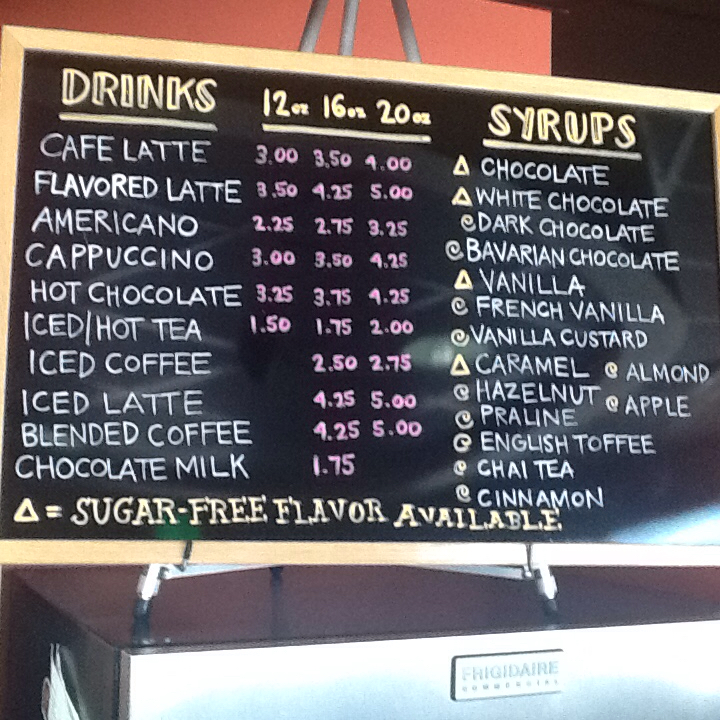 DRINKS 12oz 16oz 20oz
CAFE LATTE 3.00 3.50 4.00
FLAVORED LATTE 3.50 4.25 5.00
AMERICANO 2.25 2.75 3.25
CAPPUCCINO 3.00 3.50 4.25
HOT CHOCOLATE 3.25 3.75 4.25
ICED/HOT TEA 1.50 1.75 2.00
ICED COFFEE 2.50 2.75
ICED LATTE 4.25 5.00
BLENDED COFFEE 4.25 5.00
CHOCOLATE MILK 1.75
SYRUPS
Δ CHOCOLATE
Δ WHITE CHOCOLATE
DARK CHOCOLATE
BAVARIAN CHOCOLATE
Δ VANILLA
FRENCH VANILLA
VANILLA CUSTARD
Δ CARAMEL
HAZELNUT
PRALINE
ENGLISH TOFFEE
CHAI TEA
CINNAMON
ALMOND
APPLE
Δ = SUGAR-FREE FLAVOR AVAILABLE
FRIGIDAIRE
COMMERCIAL